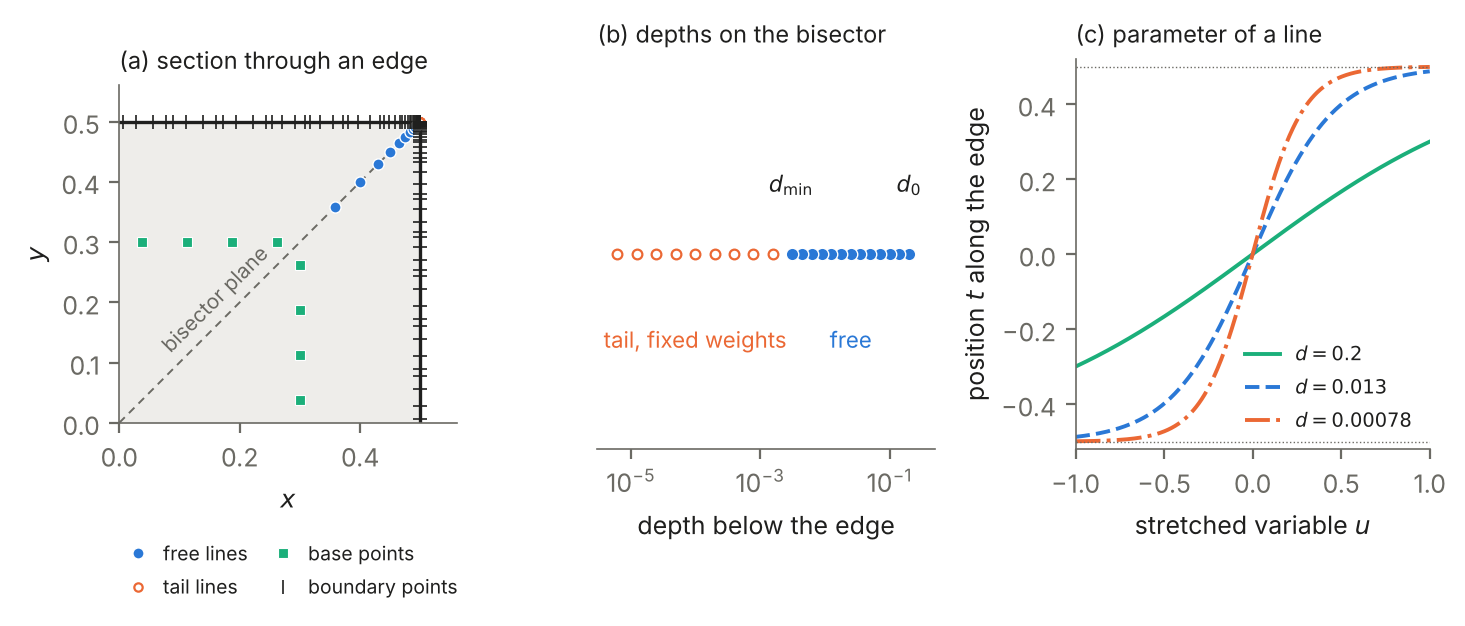 (a) section through an edge
0.5
0.4
0.3
0.2
0.1
0.0
y
bisector plane
0.0 0.2 0.4
x
free lines
base points
tail lines
boundary points
(b) depths on the bisector
d_min
d_0
tail, fixed weights
free
10⁻⁵ 10⁻³ 10⁻¹
depth below the edge
(c) parameter of a line
position t along the edge
0.4
0.2
0.0
−0.2
−0.4
d = 0.2
d = 0.013
d = 0.00078
−1.0 −0.5 0.0 0.5 1.0
stretched variable u